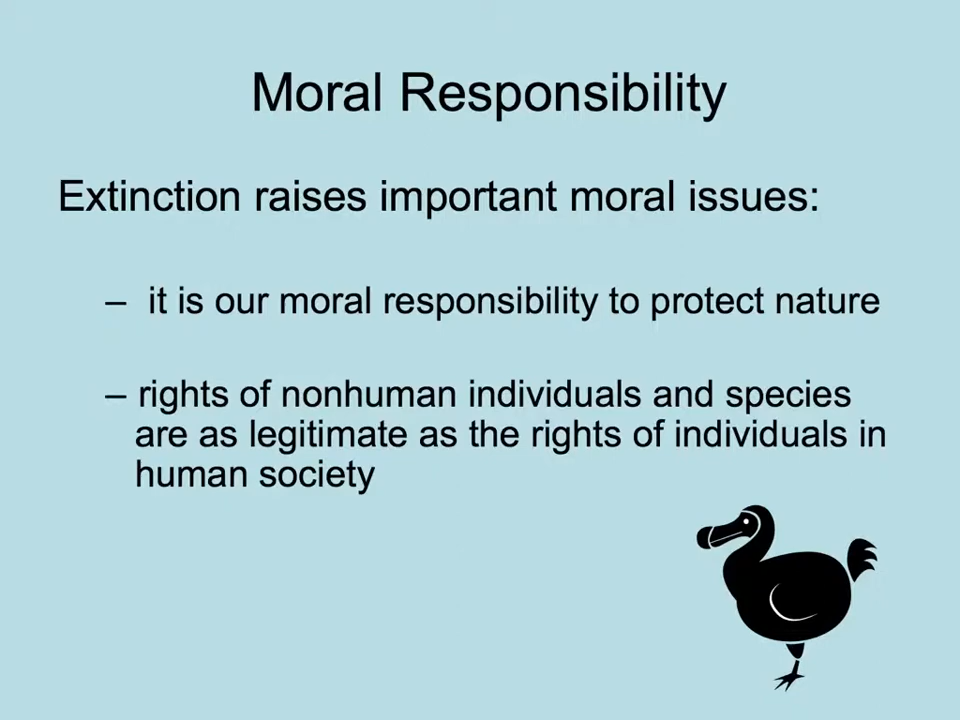 Moral Responsibility
Extinction raises important moral issues:
– it is our moral responsibility to protect nature
– rights of nonhuman individuals and species
are as legitimate as the rights of individuals in
human society